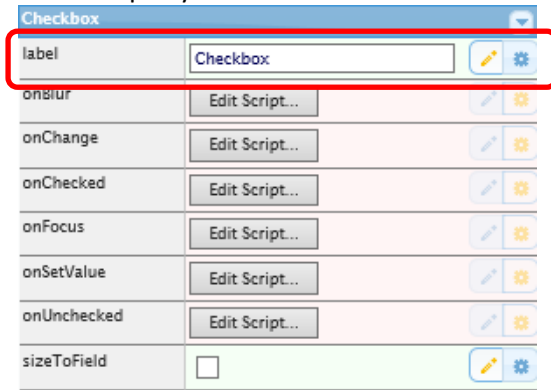 Checkbox
label Checkbox
onBlur Edit Script...
onChange Edit Script...
onChecked Edit Script...
onFocus Edit Script...
onSetValue Edit Script...
onUnchecked Edit Script...
sizeToField